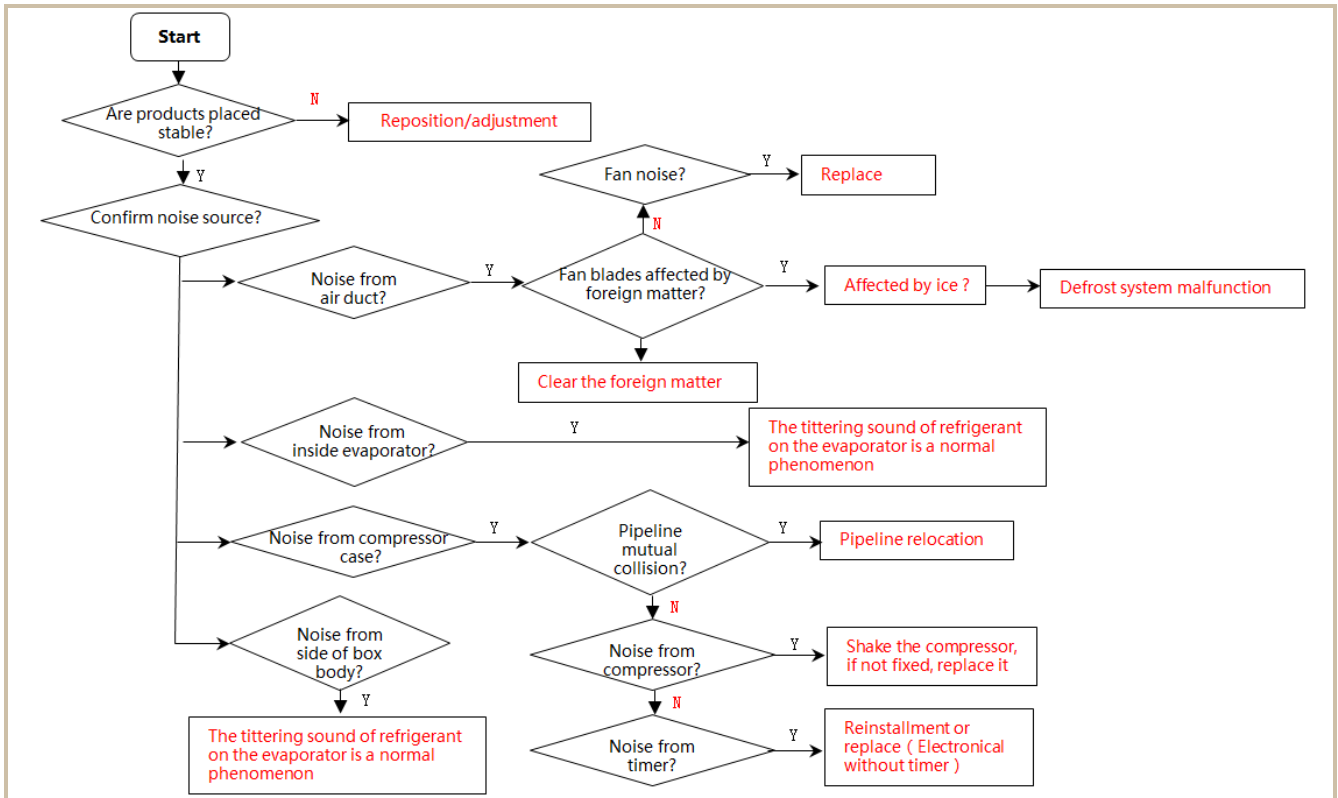 Start
Are products placed
stable?
N
Reposition/adjustment
Y
Confirm noise source?
Fan noise?
Y
Replace
N
Noise from
air duct?
Y
Fan blades affected by
foreign matter?
Y
Affected by ice ?
Defrost system malfunction
Clear the foreign matter
Noise from
inside evaporator?
Y
The tittering sound of refrigerant
on the evaporator is a normal
phenomenon
Noise from compressor
case?
Y
Pipeline
mutual
collision?
Y
Pipeline relocation
N
Noise from
compressor?
Y
Shake the compressor,
if not fixed, replace it
N
Noise from
timer?
Y
Reinstallment or
replace ( Electronical
without timer )
Noise from
side of box
body?
Y
The tittering sound of refrigerant
on the evaporator is a normal
phenomenon